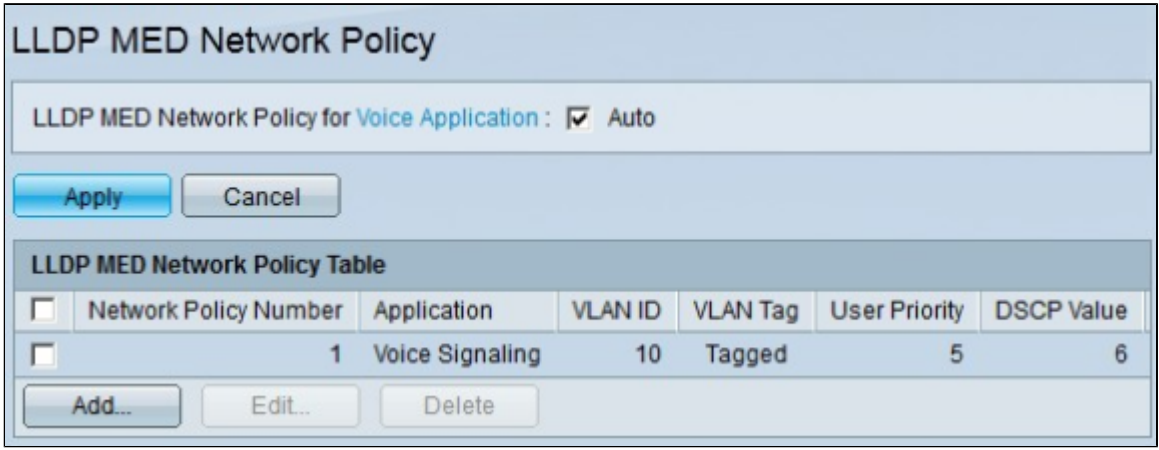 LLDP MED Network Policy
LLDP MED Network Policy for Voice Application : Auto
Apply Cancel
LLDP MED Network Policy Table
Network Policy Number Application VLAN ID VLAN Tag User Priority DSCP Value
1 Voice Signaling 10 Tagged 5 6
Add... Edit... Delete